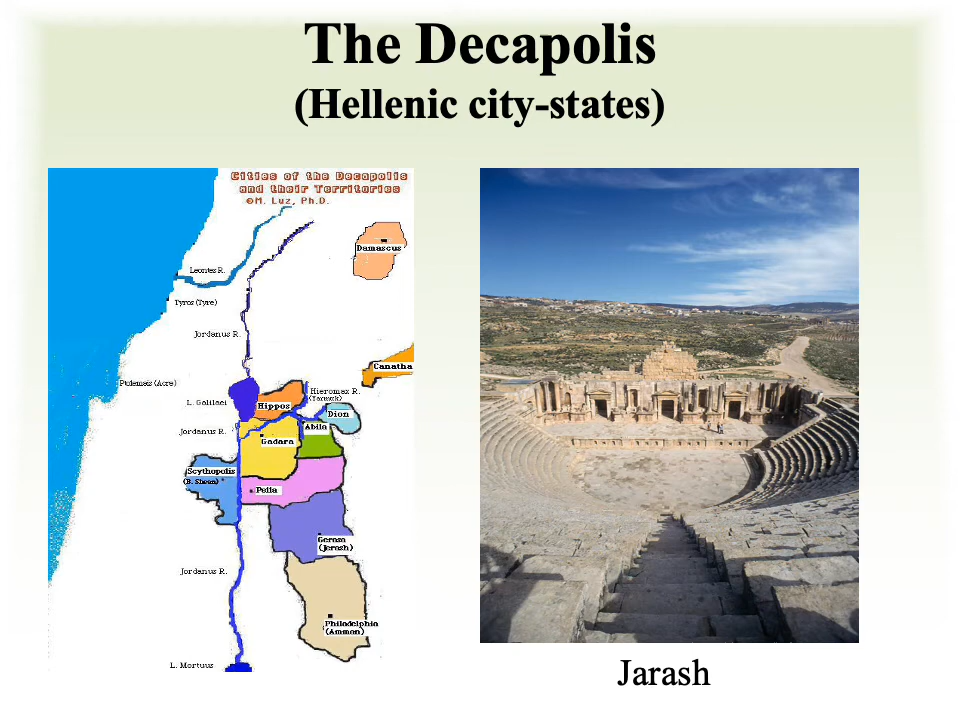 The Decapolis
(Hellenic city-states)
Cities of the Decapolis
and their Territories
©M. Luz, Ph.D.
Damascus
Leontes R.
Tyros (Tyre)
Jordanus R.
Canatha
Ptolemais (Acre)
Hieromax R.
(Yarmuk)
L. Galilaei
Hippos
Dion
Abila
Jordanus R.
Gadara
Scythopolis
(B. Shean)
Pella
Gerasa
(Jerash)
Jordanus R.
Philadelphia
(Ammon)
L. Mortuus
Jarash